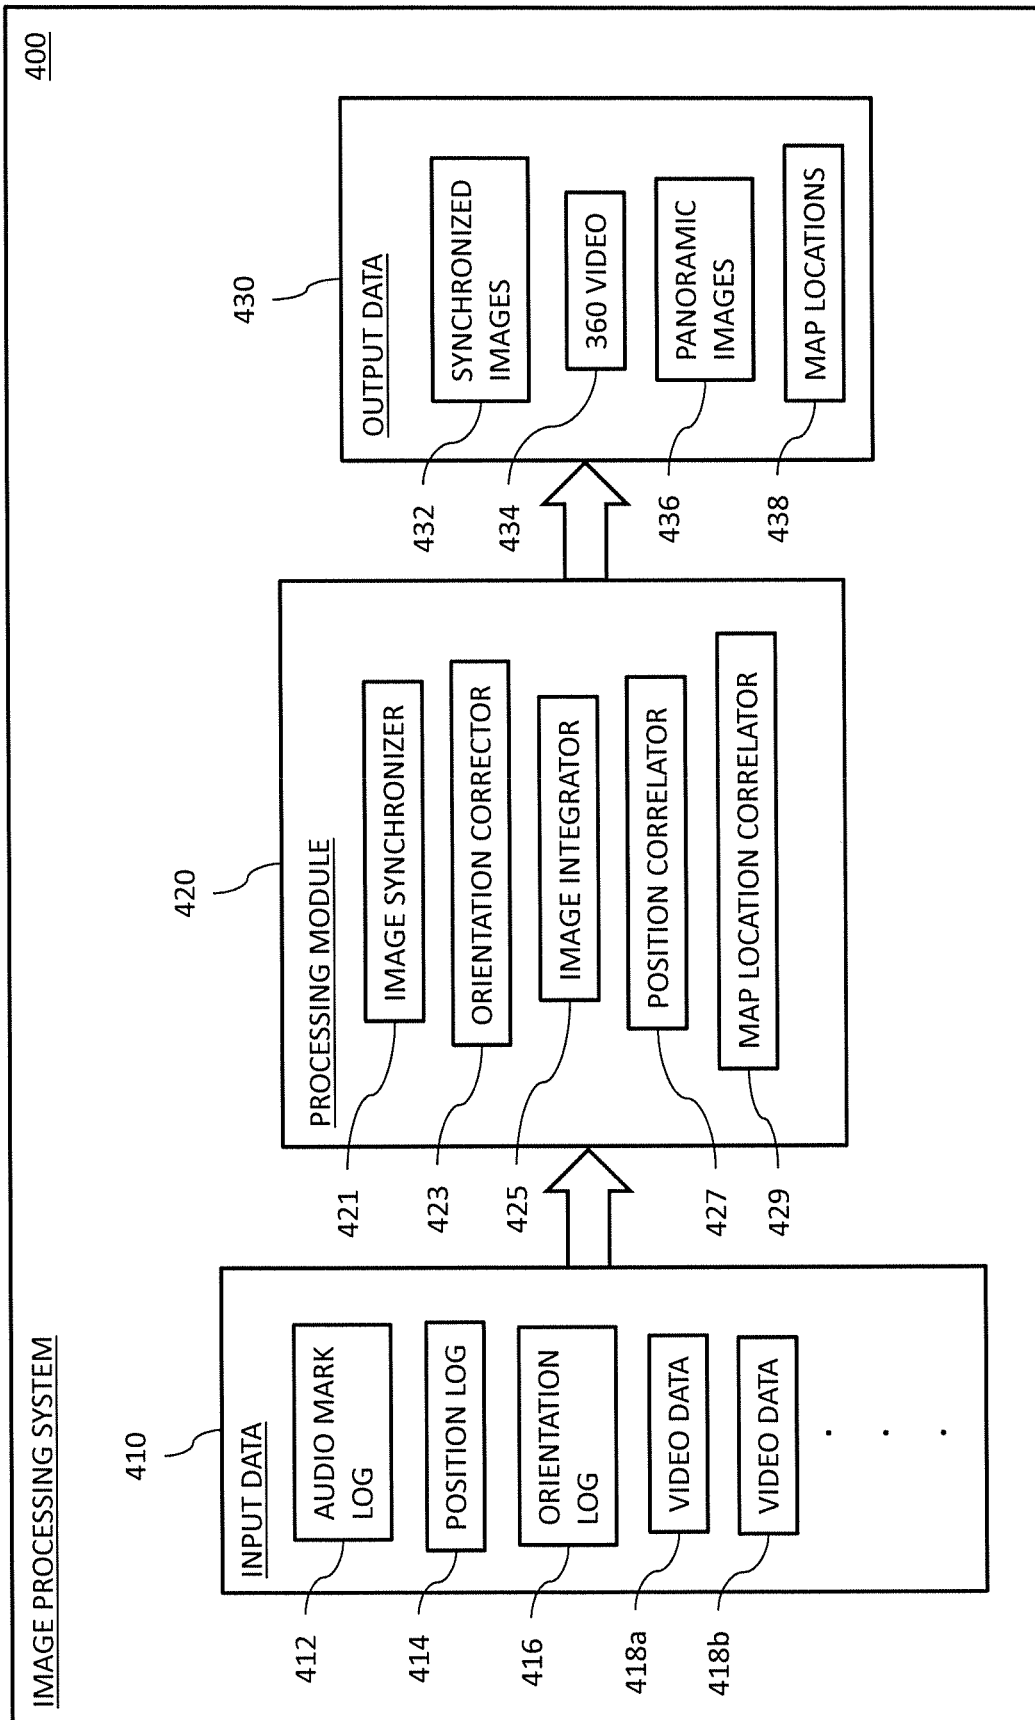 IMAGE PROCESSING SYSTEM
400
410
INPUT DATA
AUDIO MARK
LOG
412
POSITION LOG
414
ORIENTATION
LOG
416
VIDEO DATA
418a
VIDEO DATA
418b
.
.
.
420
PROCESSING MODULE
IMAGE SYNCHRONIZER
421
ORIENTATION CORRECTOR
423
IMAGE INTEGRATOR
425
POSITION CORRELATOR
427
MAP LOCATION CORRELATOR
429
430
OUTPUT DATA
SYNCHRONIZED
IMAGES
432
360 VIDEO
434
PANORAMIC
IMAGES
436
MAP LOCATIONS
438